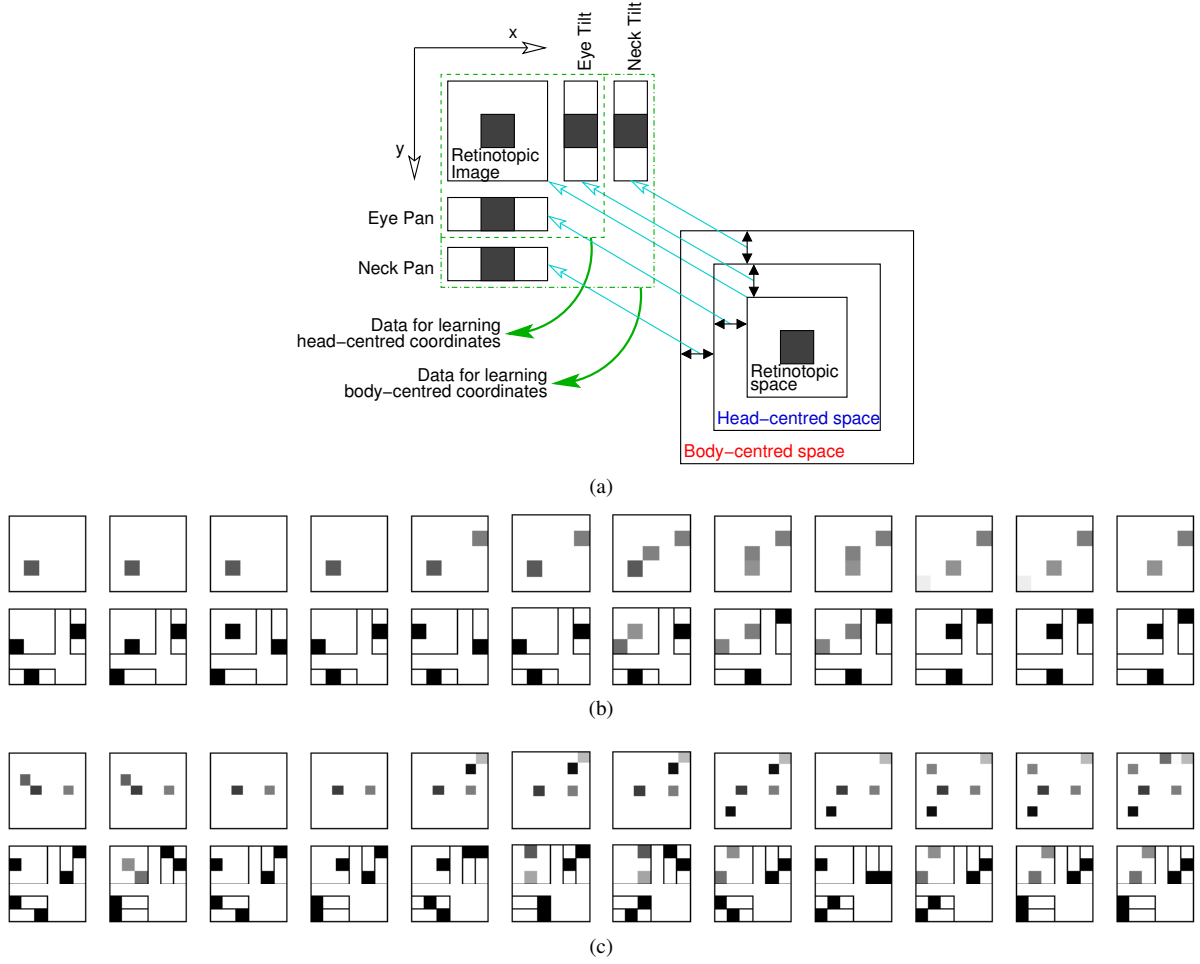 x
Eye Tilt
Neck Tilt
y
Retinotopic
Image
Eye Pan
Neck Pan
Data for learning
head−centred coordinates
Data for learning
body−centred coordinates
Retinotopic
space
Head−centred space
Body−centred space
(a)
(b)
(c)